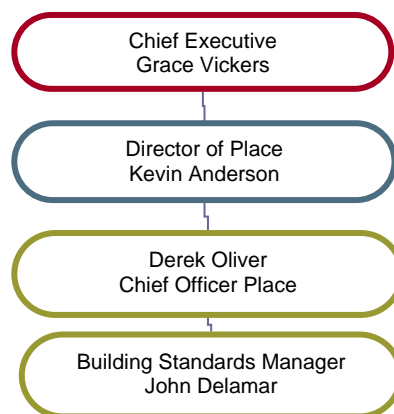 Chief Executive
Grace Vickers
Director of Place
Kevin Anderson
Derek Oliver
Chief Officer Place
Building Standards Manager
John Delamar